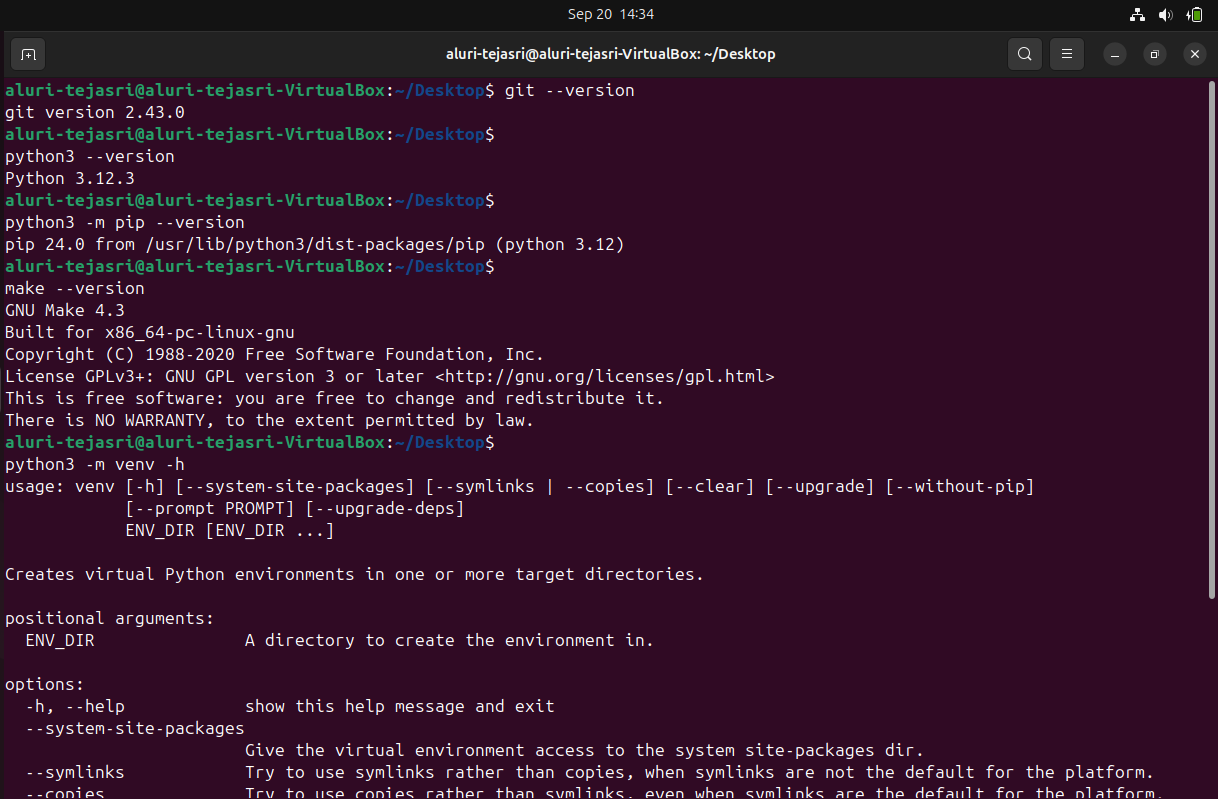 Sep 20 14:34
aluri-tejasri@aluri-tejasri-VirtualBox: ~/Desktop
aluri-tejasri@aluri-tejasri-VirtualBox:~/Desktop$ git --version
git version 2.43.0
aluri-tejasri@aluri-tejasri-VirtualBox:~/Desktop$
python3 --version
Python 3.12.3
aluri-tejasri@aluri-tejasri-VirtualBox:~/Desktop$
python3 -m pip --version
pip 24.0 from /usr/lib/python3/dist-packages/pip (python 3.12)
aluri-tejasri@aluri-tejasri-VirtualBox:~/Desktop$
make --version
GNU Make 4.3
Built for x86_64-pc-linux-gnu
Copyright (C) 1988-2020 Free Software Foundation, Inc.
License GPLv3+: GNU GPL version 3 or later <http://gnu.org/licenses/gpl.html>
This is free software: you are free to change and redistribute it.
There is NO WARRANTY, to the extent permitted by law.
aluri-tejasri@aluri-tejasri-VirtualBox:~/Desktop$
python3 -m venv -h
usage: venv [-h] [--system-site-packages] [--symlinks | --copies] [--clear] [--upgrade] [--without-pip]
            [--prompt PROMPT] [--upgrade-deps]
            ENV_DIR [ENV_DIR ...]

Creates virtual Python environments in one or more target directories.

positional arguments:
  ENV_DIR               A directory to create the environment in.

options:
  -h, --help            show this help message and exit
  --system-site-packages
                        Give the virtual environment access to the system site-packages dir.
  --symlinks            Try to use symlinks rather than copies, when symlinks are not the default for the platform.
  --copies              Try to use copies rather than symlinks, even when symlinks are the default for the platform.